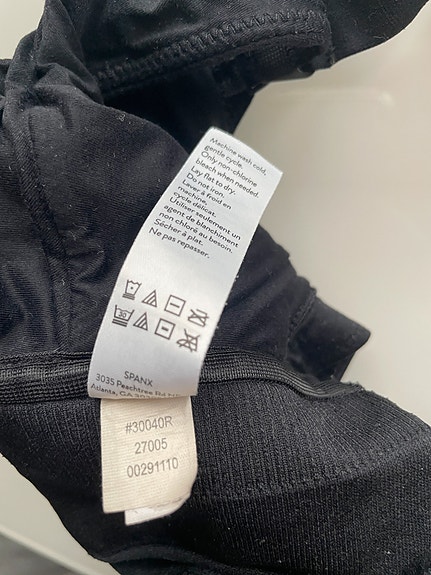 Machine wash cold,
gentle cycle.
Only non-chlorine
bleach when needed.
Lay flat to dry.
Do not iron.
Laver à froid en
machine,
cycle délicat.
Utiliser seulement un
agent de blanchiment
non chloré au besoin.
Sécher à plat.
Ne pas repasser.
SPANX
3035 Peachtree Rd
Atlanta, GA
#30040R
27005
00291110